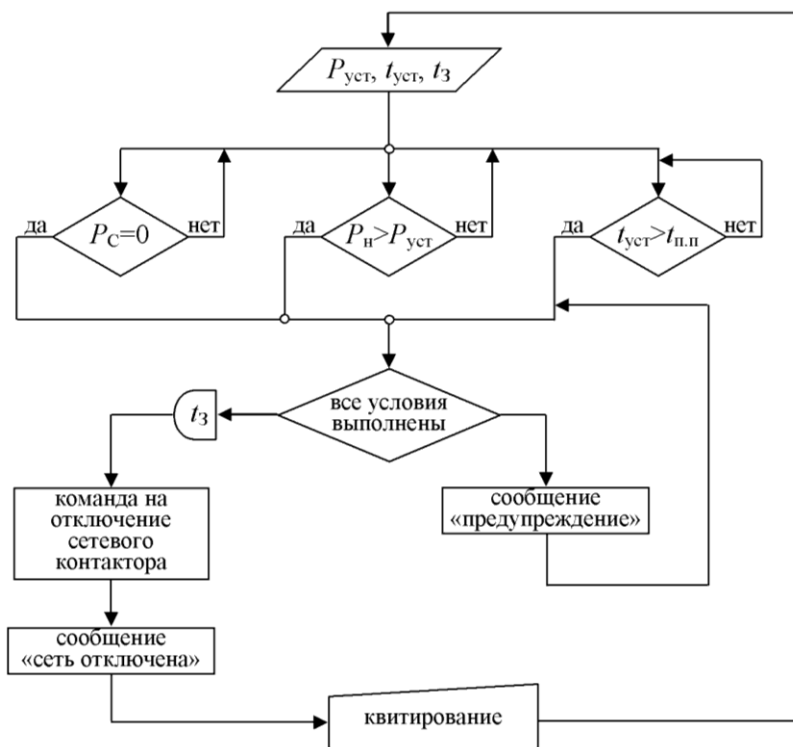 Pуст, tуст, tЗ
да
PС=0
нет
да
Pн>Pуст
нет
да
tуст>tп.п
нет
все условия
выполнены
tЗ
команда на
отключение
сетевого
контактора
сообщение
«предупреждение»
сообщение
«сеть отключена»
квитирование